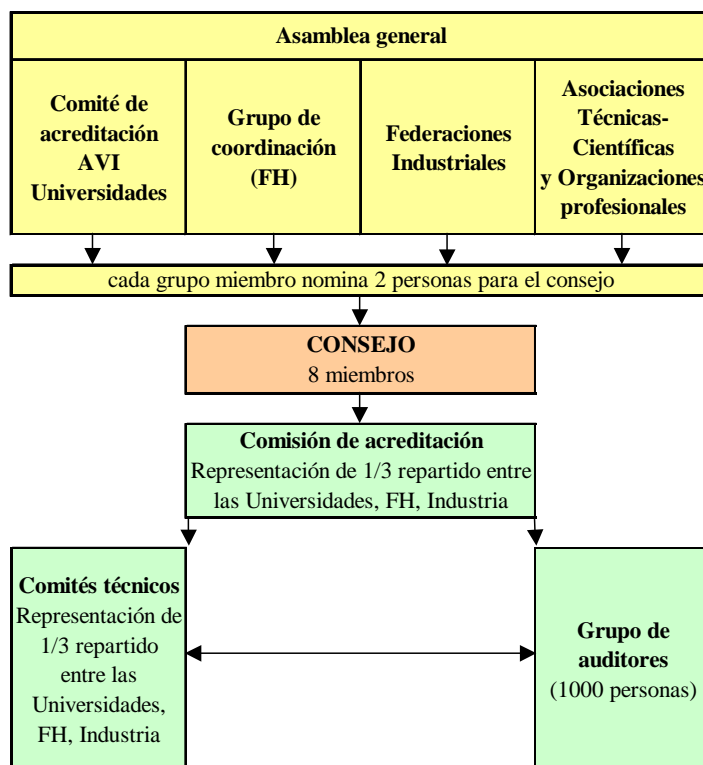 Asamblea general
Comité de
acreditación
AVI
Universidades
Grupo de
coordinación
(FH)
Federaciones
Industriales
Asociaciones
Técnicas-
Científicas
y Organizaciones
profesionales
cada grupo miembro nomina 2 personas para el consejo
CONSEJO
8 miembros
Comisión de acreditación
Representación de 1/3 repartido entre
las Universidades, FH, Industria
Comités técnicos
Representación de
1/3 repartido
entre las
Universidades,
FH, Industria
Grupo de
auditores
(1000 personas)